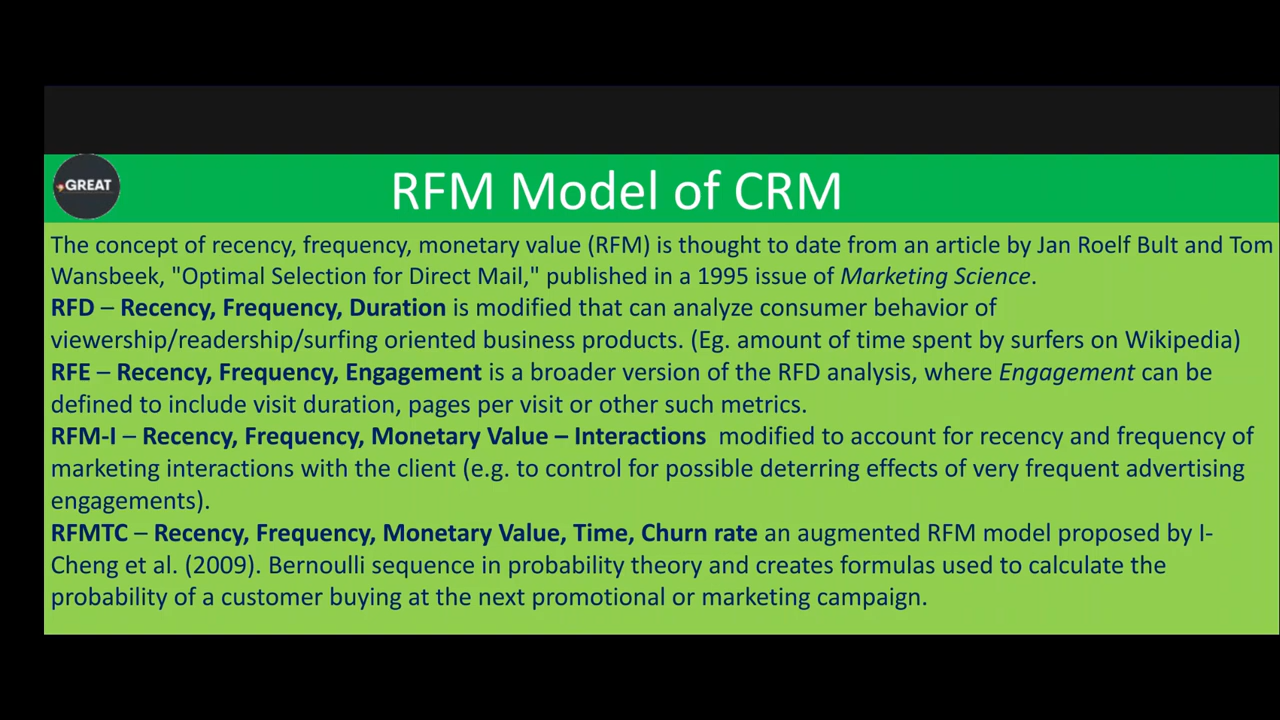 GREAT
RFM Model of CRM
The concept of recency, frequency, monetary value (RFM) is thought to date from an article by Jan Roelf Bult and Tom
Wansbeek, "Optimal Selection for Direct Mail," published in a 1995 issue of Marketing Science.
RFD – Recency, Frequency, Duration is modified that can analyze consumer behavior of
viewership/readership/surfing oriented business products. (Eg. amount of time spent by surfers on Wikipedia)
RFE – Recency, Frequency, Engagement is a broader version of the RFD analysis, where Engagement can be
defined to include visit duration, pages per visit or other such metrics.
RFM-I – Recency, Frequency, Monetary Value – Interactions modified to account for recency and frequency of
marketing interactions with the client (e.g. to control for possible deterring effects of very frequent advertising
engagements).
RFMTC – Recency, Frequency, Monetary Value, Time, Churn rate an augmented RFM model proposed by I-
Cheng et al. (2009). Bernoulli sequence in probability theory and creates formulas used to calculate the
probability of a customer buying at the next promotional or marketing campaign.